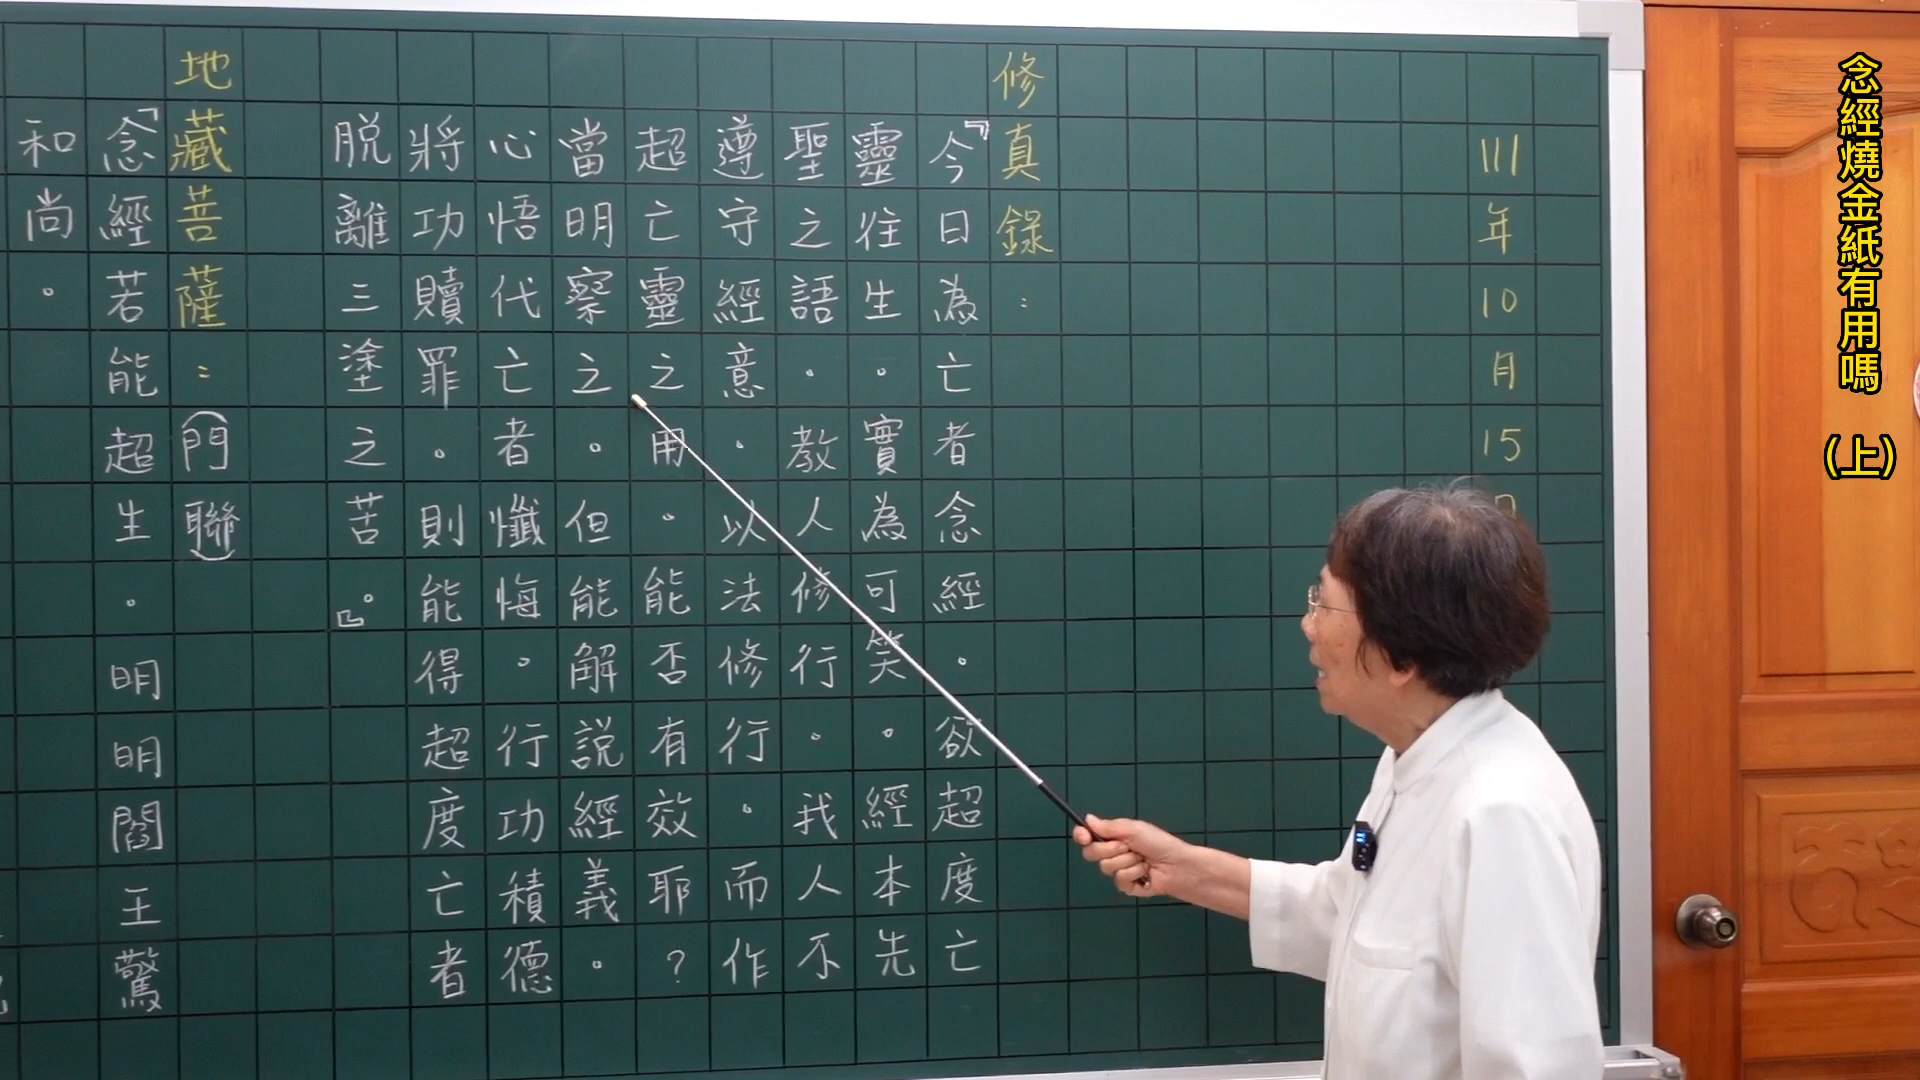 念經燒金紙有用嗎 (上)
111年10月15
修真錄:
『今日為亡者念經。欲超度亡
靈往生。實為可笑。經本先
聖之語。教人修行。我人不
遵守經意。以法修行。而作
超亡靈之用。能否有效耶?
當明察之。但能解說經義。
心悟代亡者懺悔。行功積德
將功贖罪。則能得超度亡者
脫離三塗之苦。』
地藏菩薩:(門聯)
「念經若能超生。明明閻王驚
和尚。